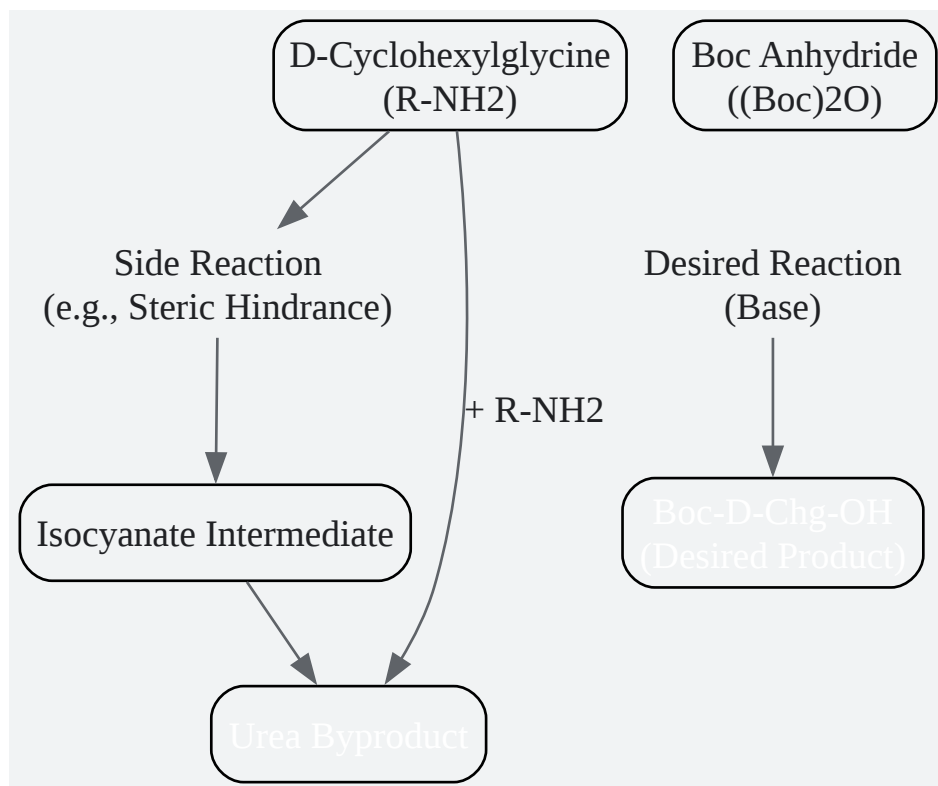 D-Cyclohexylglycine
(R-NH2)
Boc Anhydride
((Boc)2O)
Side Reaction
(e.g., Steric Hindrance)
Desired Reaction
(Base)
+ R-NH2
Isocyanate Intermediate
Boc-D-Chg-OH
(Desired Product)
Urea Byproduct